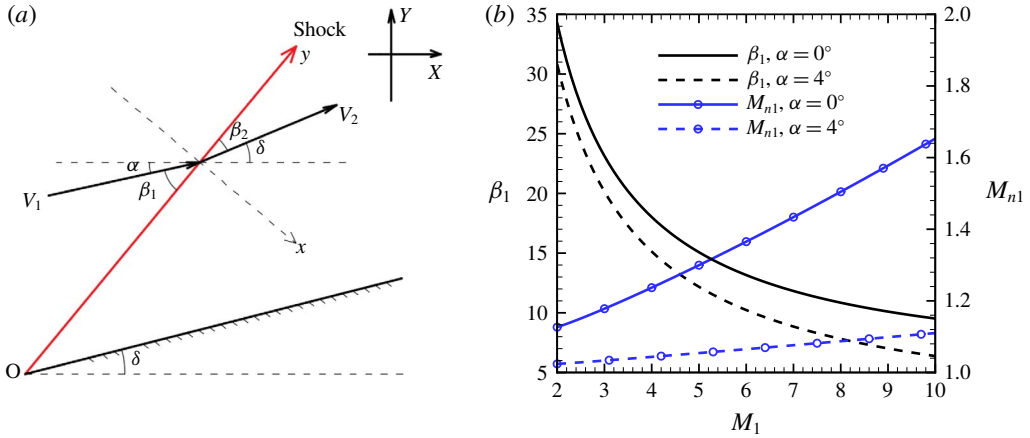 (a)
Shock
y
Y
X
V2
β2
δ
α
β1
V1
x
O
δ
(b)
35
30
25
β1 20
15
10
5
2 3 4 5 6 7 8 9 10
M1
β1, α = 0°
β1, α = 4°
Mn1, α = 0°
Mn1, α = 4°
2.0
1.8
1.6
Mn1
1.4
1.2
1.0